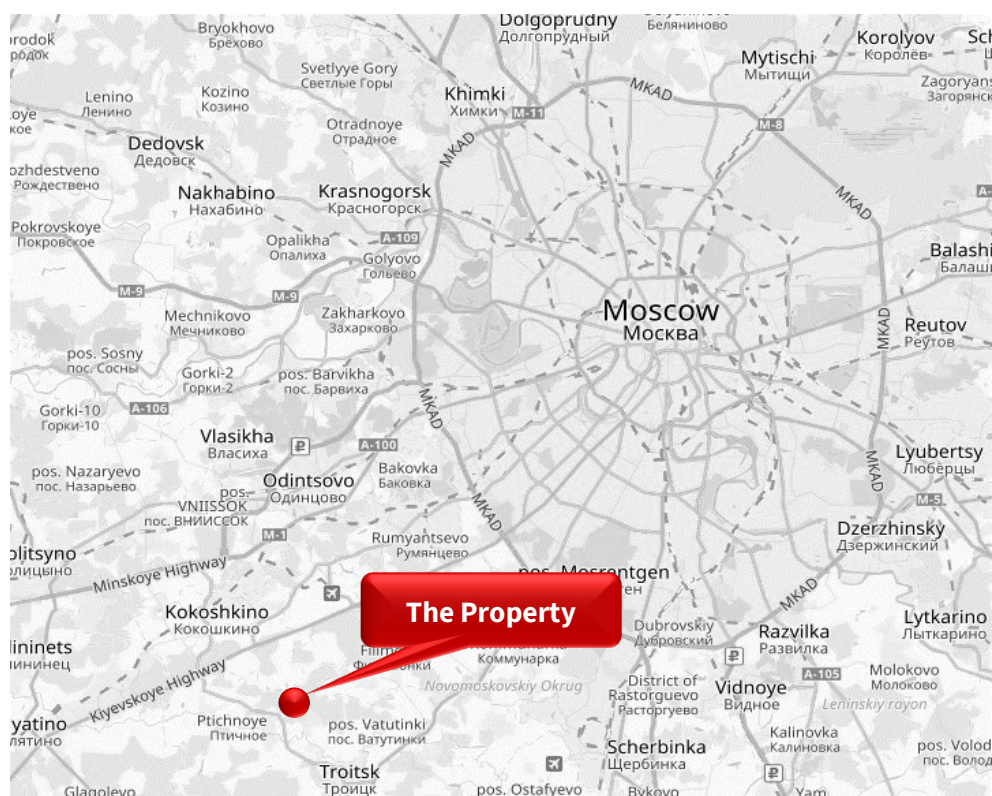 Dolgoprudny
Долгопрудный
Беляниново
Bryokhovo
Брёхово
Korolyov
Королёв
Mytischi
Мытищи
Svetlyye Gory
Светлые Горы
Khimki
Химки
MKAD
M-11
M-8
Lenino
Ленино
Kozino
Козино
Otradnoye
Отрадное
MKAD
Dedovsk
Дедовск
Рождествено
Nakhabino
Нахабино
Krasnogorsk
Красногорск
MKAD
Pokrovskoye
Покровское
Opalikha
Опалиха
A-109
Golyovo
Гольево
M-9
M-9
Mechnikovo
Мечниково
Zakharkovo
Захарково
Moscow
Москва
MKAD
Reutov
Реутов
pos. Sosny
пос. Сосны
Gorki-2
Горки-2
pos. Barvikha
пос. Барвиха
Gorki-10
Горки-10
A-106
MKAD
Vlasikha
Власиха
A-100
Lyubertsy
Люберцы
pos. Nazaryevo
пос. Назарьево
Bakovka
Баковка
Odintsovo
Одинцово
MKAD
pos.
VNIISSOK
пос. ВНИИССОК
MKAD
M-5
M-1
Rumyantsevo
Румянцево
Dzerzhinsky
Дзержинский
Minskoye Highway
pos. Mosrentgen
MKAD
The Property
Kokoshkino
Кокошкино
Lytkarino
Лыткарино
Dubrovskiy
Дубровский
Razvilka
Развилка
Коммунарка
Kiyevskoye Highway
Novomoskovskiy Okrug
District of
Rastorguevo
Расторгуево
Vidnoye
Видное
A-105
Molokovo
Молоково
Leninskiy rayon
Ptichnoye
Птичное
pos. Vatutinki
пос. Ватутинки
Kalinovka
Калиновка
Scherbinka
Щербинка
Troitsk
Троицк
pos. Ostafyevo
Bykovo
Yam
Glagolevo